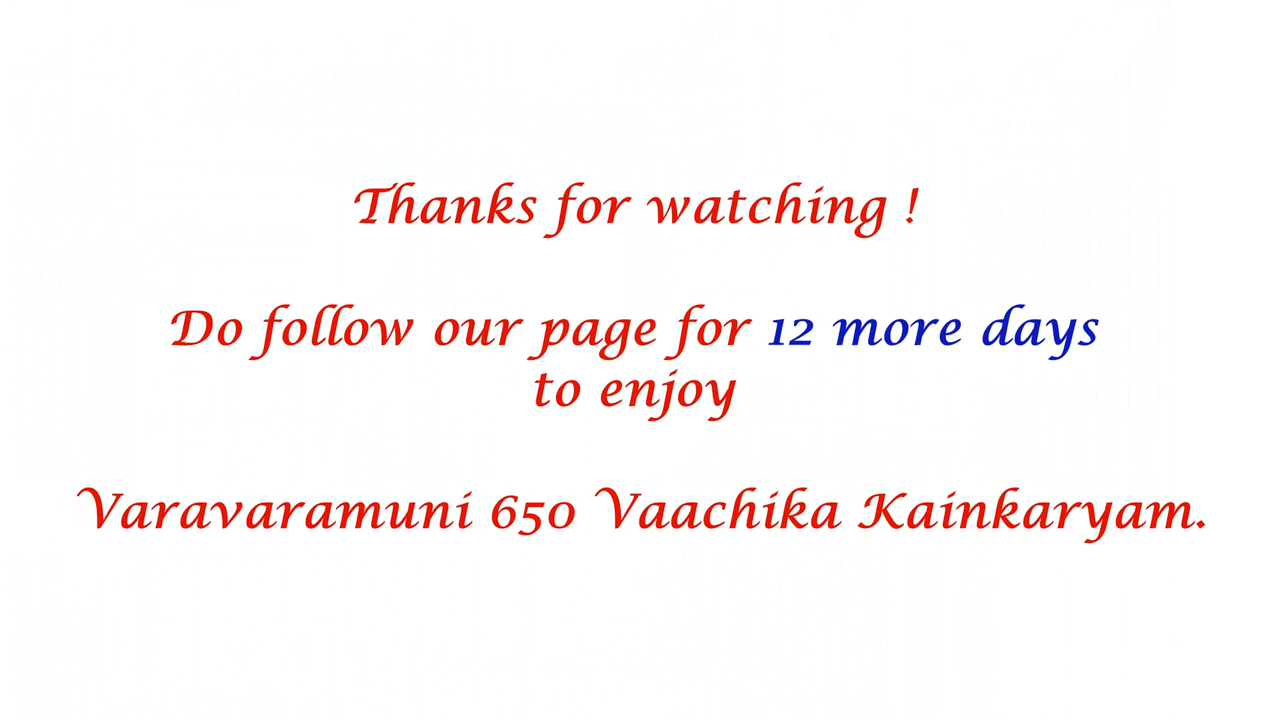 Thanks for watching !
Do follow our page for 12 more days
to enjoy
Varavaramuni 650 Vaachika Kainkaryam.